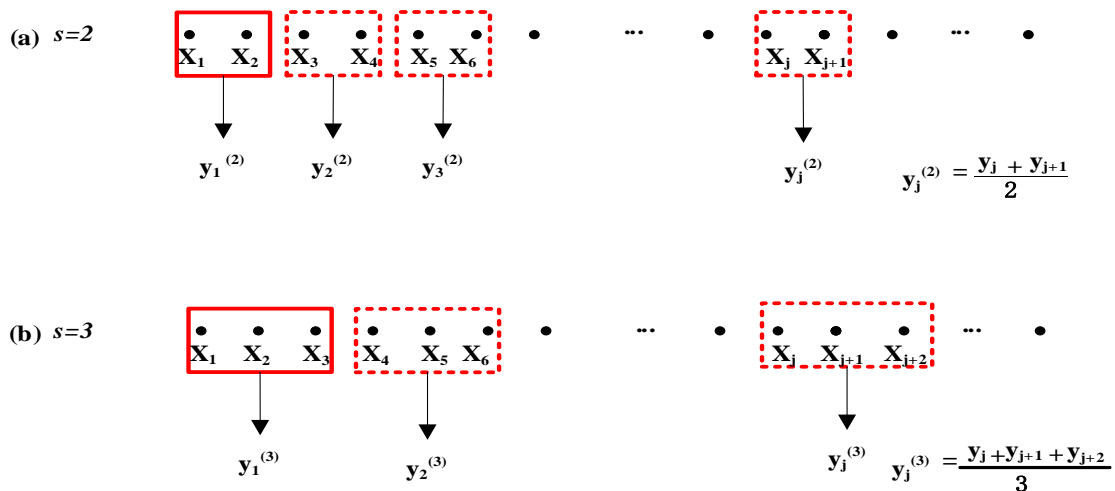 (a) s=2
X₁ X₂ X₃ X₄ X₅ X₆ ... Xⱼ Xⱼ₊₁ ...
y₁⁽²⁾ y₂⁽²⁾ y₃⁽²⁾ yⱼ⁽²⁾ yⱼ⁽²⁾ = (yⱼ + yⱼ₊₁)/2
(b) s=3
X₁ X₂ X₃ X₄ X₅ X₆ ... Xⱼ Xⱼ₊₁ Xⱼ₊₂ ...
y₁⁽³⁾ y₂⁽³⁾ yⱼ⁽³⁾ yⱼ⁽³⁾ = (yⱼ +yⱼ₊₁ + yⱼ₊₂)/3